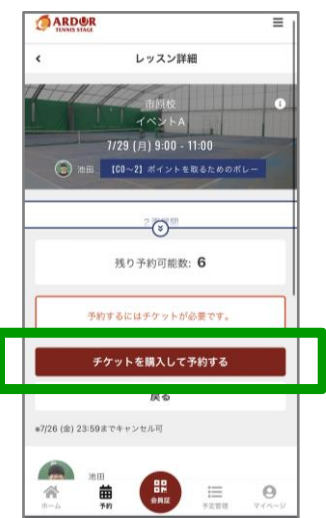 ARDOR
TENNIS STAGE
レッスン詳細
市原校
イベントA
7/29 (月) 9:00 - 11:00
池田 【C0~2】ポイントを取るためのボレー
残り予約可能数: 6
予約するにはチケットが必要です。
チケットを購入して予約する
戻る
※7/26 (金) 23:59までキャンセル可
池田
ホーム 予約 会員証 予定管理 マイページ